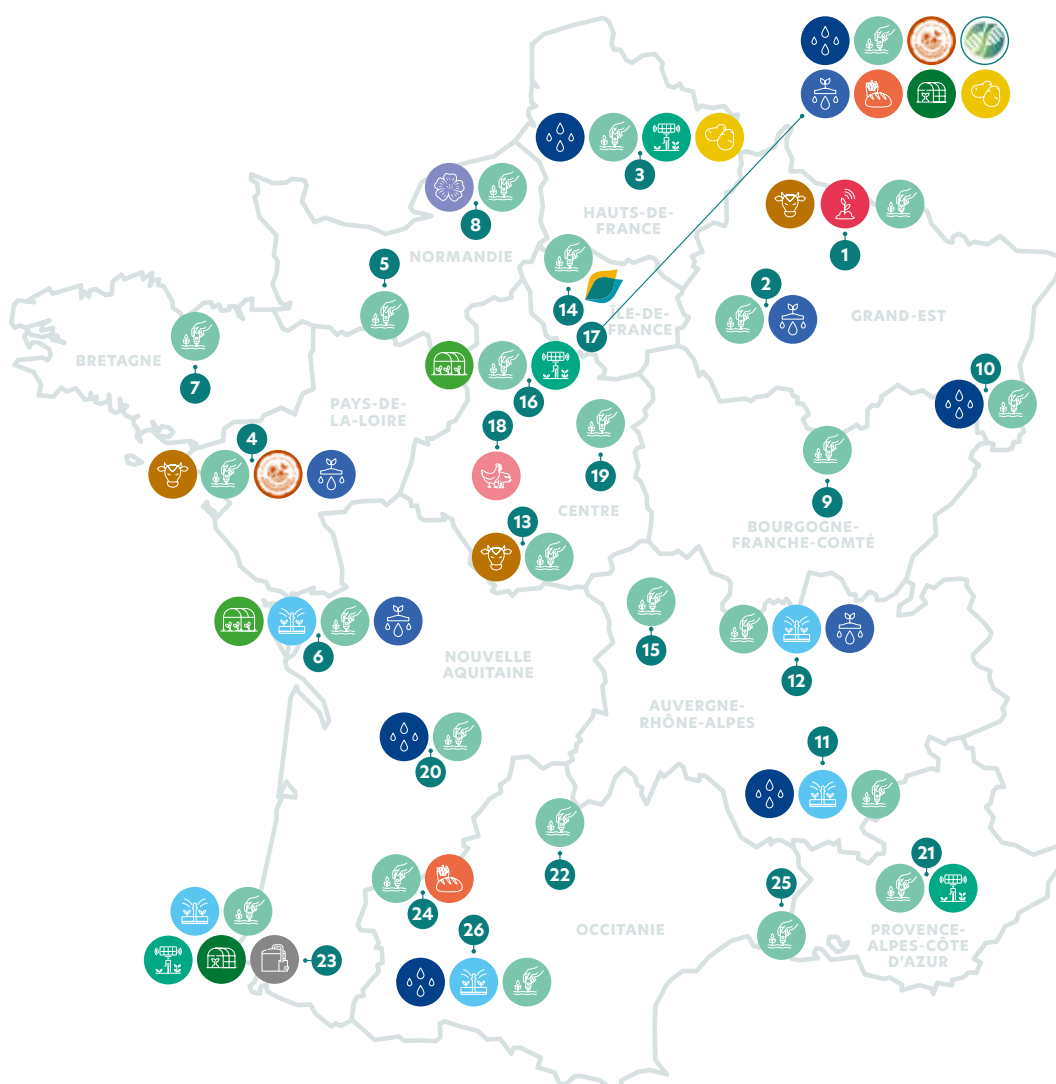 3
HAUTS-DE-
FRANCE
8
1
5
NORMANDIE
2
14
ÎLE-DE-
FRANCE
GRAND-EST
17
BRETAGNE
7
10
16
PAYS-DE-
LA-LOIRE
18
4
19
9
CENTRE
13
BOURGOGNE-
FRANCHE-COMTÉ
6
15
NOUVELLE
AQUITAINE
12
AUVERGNE-
RHÔNE-ALPES
11
20
22
21
24
25
26
OCCITANIE
PROVENCE-
ALPES-CÔTE
D'AZUR
23